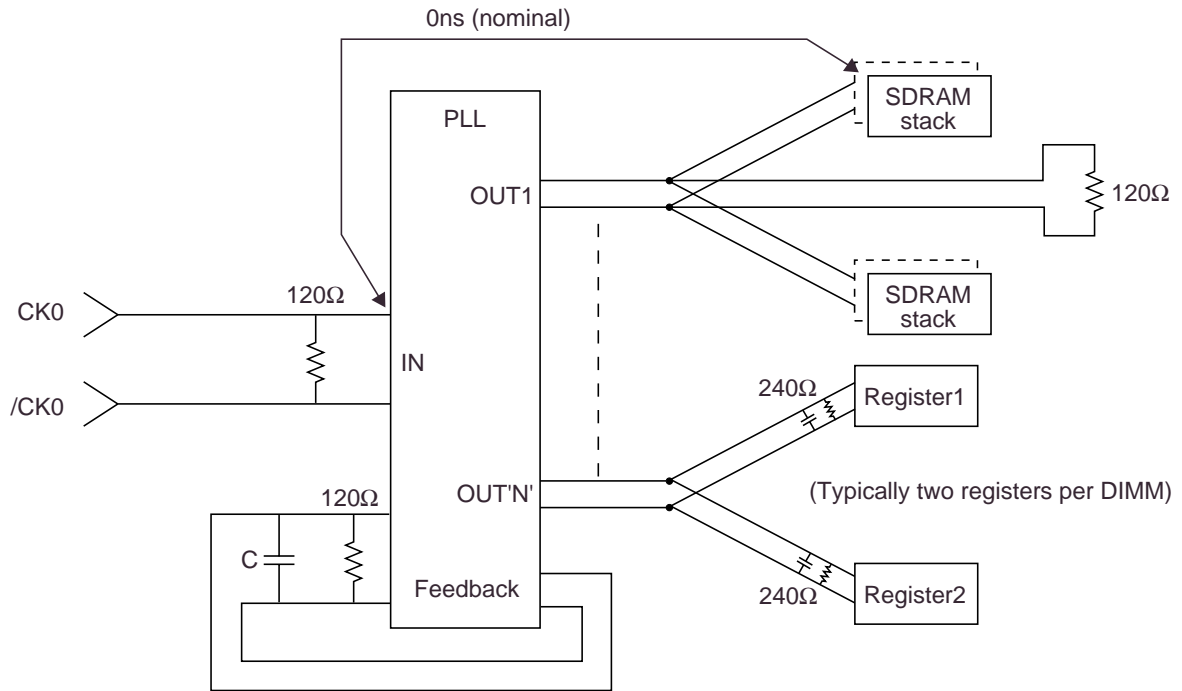 0ns (nominal)
PLL
SDRAM
stack
OUT1
120Ω
SDRAM
stack
120Ω
CK0
IN
/CK0
240Ω
Register1
120Ω
OUT'N'
(Typically two registers per DIMM)
C
Feedback
240Ω
Register2